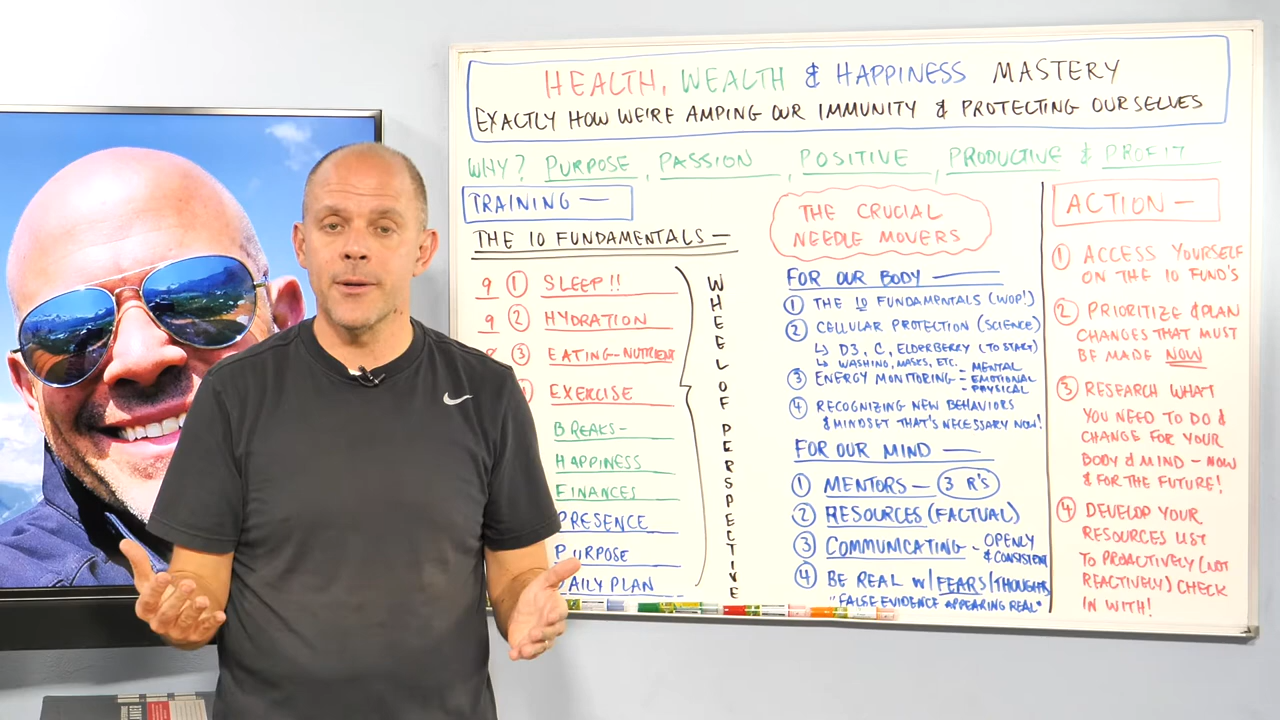 HEALTH, WEALTH & HAPPINESS MASTERY
EXACTLY HOW WE'RE AMPING OUR IMMUNITY & PROTECTING OURSELVES
WHY? PURPOSE, PASSION, POSITIVE, PRODUCTIVE & PROFIT
TRAINING —
THE 10 FUNDAMENTALS —
9 ① SLEEP!!
9 ② HYDRATION
③ EATING-NUTRIENT
EXERCISE
BREAKS-
HAPPINESS
FINANCES
PRESENCE
PURPOSE
DAILY PLAN
WHEEL OF PERSPECTIVE
THE CRUCIAL
NEEDLE MOVERS
FOR OUR BODY —
① THE 10 FUNDAMENTALS (WOP!)
② CELLULAR PROTECTION (SCIENCE)
↳ D3, C, ELDERBERRY (TO START)
↳ WASHING, MASKS, ETC.
③ ENERGY MONITORING - MENTAL
- EMOTIONAL
- PHYSICAL
④ RECOGNIZING NEW BEHAVIORS
& MINDSET THAT'S NECESSARY NOW!
FOR OUR MIND —
① MENTORS — 3 R'S
② RESOURCES (FACTUAL)
③ COMMUNICATING - OPENLY
& CONSISTENT
④ BE REAL W/FEARS/THOUGHTS
"FALSE EVIDENCE APPEARING REAL"
ACTION —
① ACCESS YOURSELF
ON THE 10 FUND'S
② PRIORITIZE & PLAN
CHANGES THAT MUST
BE MADE NOW
③ RESEARCH WHAT
YOU NEED TO DO &
CHANGE FOR YOUR
BODY & MIND - NOW
& FOR THE FUTURE!
④ DEVELOP YOUR
RESOURCES LIST
TO PROACTIVELY (NOT
REACTIVELY) CHECK
IN WITH!